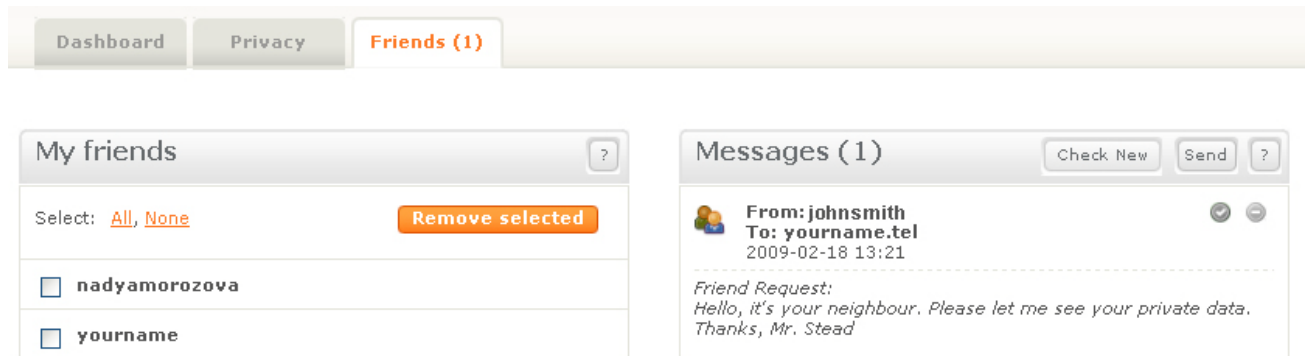 Dashboard Privacy Friends (1)
My friends ?
Select: All, None Remove selected
nadyamorozova
yourname
Messages (1) Check New Send ?
From: johnsmith
To: yourname.tel
2009-02-18 13:21
Friend Request:
Hello, it's your neighbour. Please let me see your private data.
Thanks, Mr. Stead